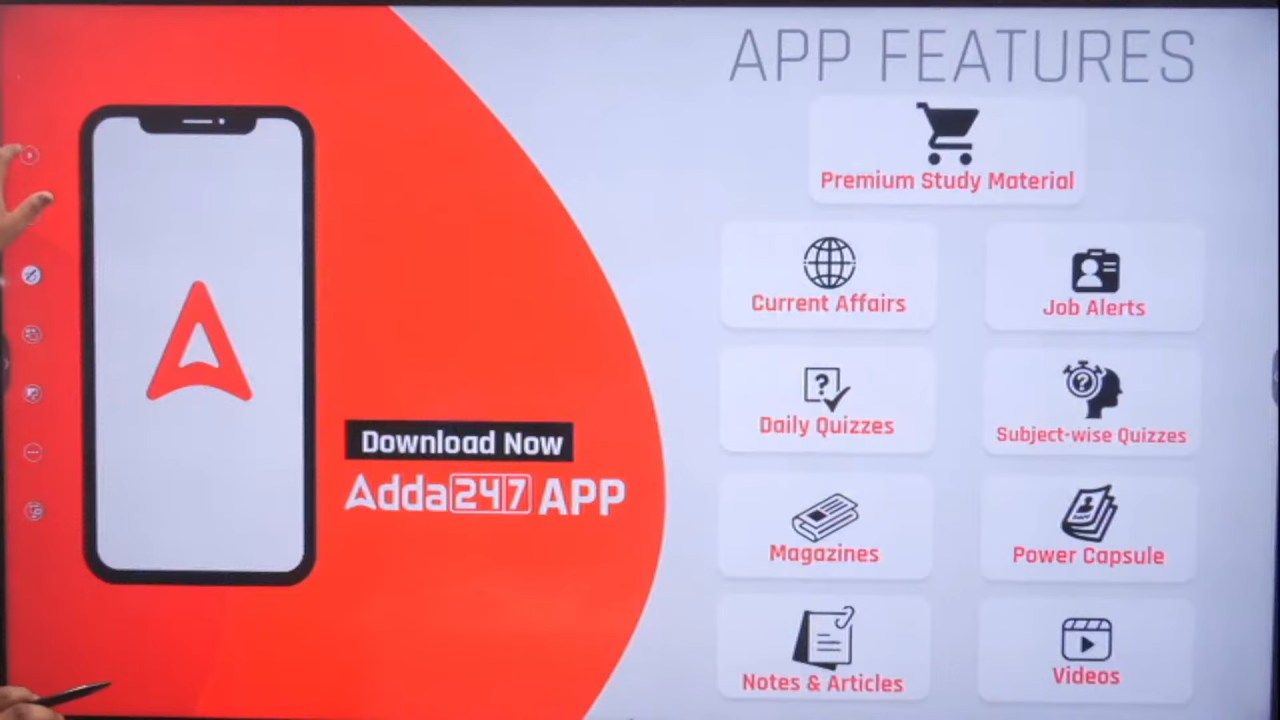 APP FEATURES
Premium Study Material
Current Affairs
Job Alerts
Daily Quizzes
Subject-wise Quizzes
Magazines
Power Capsule
Notes & Articles
Videos
Download Now
Adda247 APP